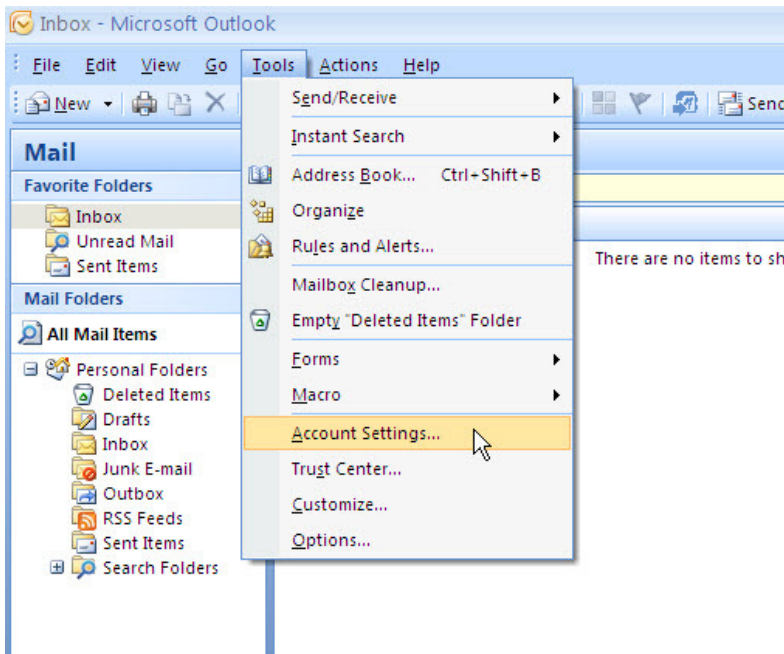 Inbox - Microsoft Outlook
File Edit View Go Tools Actions Help
New Send
Mail
Favorite Folders
Inbox
Unread Mail
Sent Items
Mail Folders
All Mail Items
Personal Folders
Deleted Items
Drafts
Inbox
Junk E-mail
Outbox
RSS Feeds
Sent Items
Search Folders
Send/Receive
Instant Search
Address Book... Ctrl+Shift+B
Organize
Rules and Alerts...
Mailbox Cleanup...
Empty "Deleted Items" Folder
Forms
Macro
Account Settings...
Trust Center...
Customize...
Options...
There are no items to sh